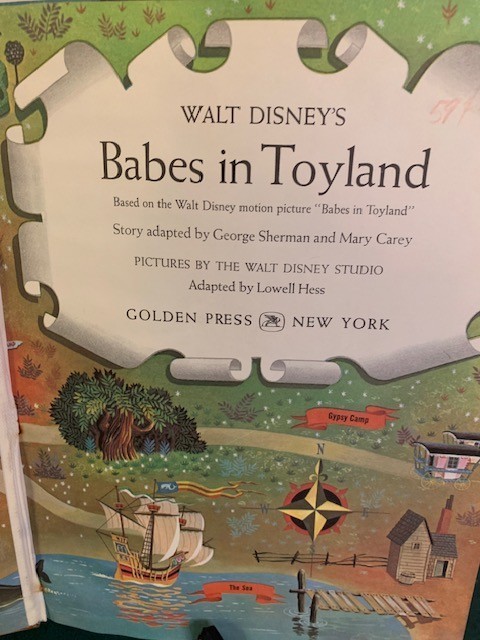 WALT DISNEY'S
Babes in Toyland
Based on the Walt Disney motion picture "Babes in Toyland"
Story adapted by George Sherman and Mary Carey
PICTURES BY THE WALT DISNEY STUDIO
Adapted by Lowell Hess
GOLDEN PRESS NEW YORK
Gypsy Camp
N
W
E
The Sea